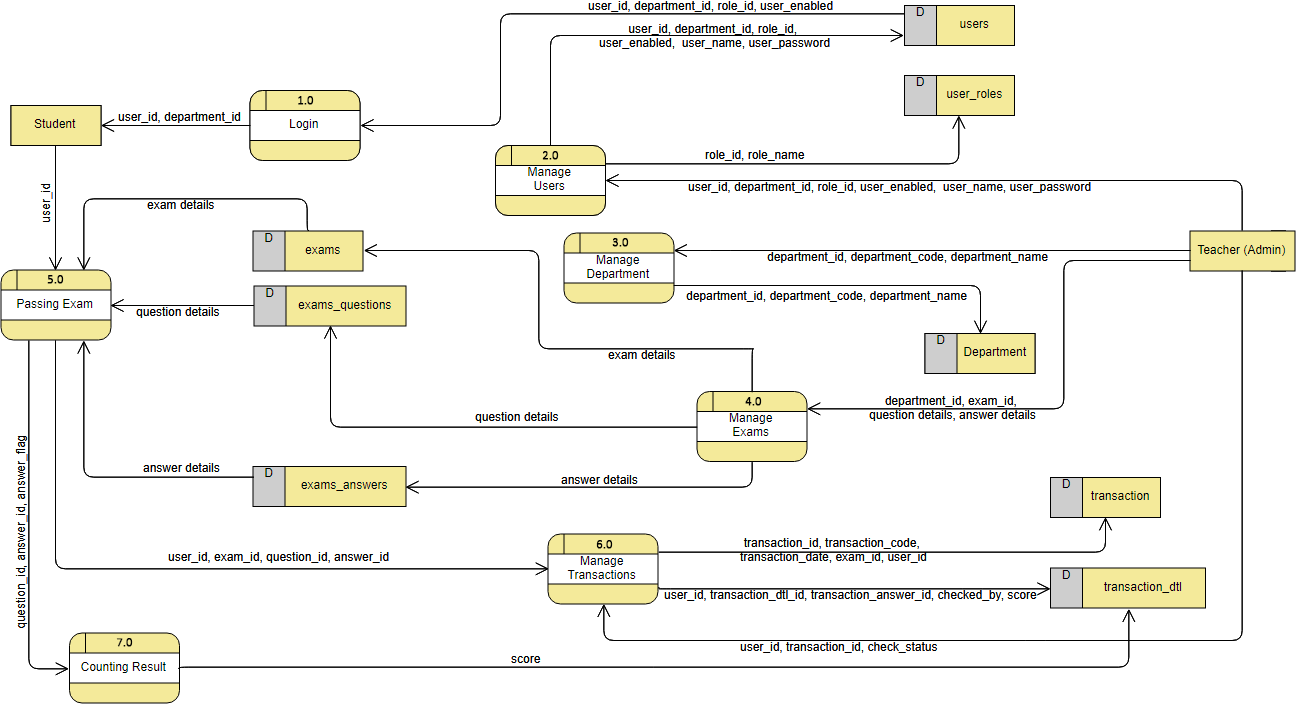 user_id, department_id, role_id, user_enabled
D
users
user_id, department_id, role_id,
user_enabled,  user_name, user_password
D
user_roles
1.0
Login
user_id, department_id
Student
2.0
Manage
Users
role_id, role_name
user_id, department_id, role_id, user_enabled,  user_name, user_password
user_id
exam details
D
exams
3.0
Manage
Department
department_id, department_code, department_name
Teacher (Admin)
5.0
Passing Exam
D
exams_questions
question details
department_id, department_code, department_name
D
Department
exam details
4.0
Manage
Exams
department_id, exam_id,
question details, answer details
question details
question_id, answer_id, answer_flag
answer details
D
exams_answers
answer details
D
transaction
user_id, exam_id, question_id, answer_id
6.0
Manage
Transactions
transaction_id, transaction_code,
transaction_date, exam_id, user_id
D
transaction_dtl
user_id, transaction_dtl_id, transaction_answer_id, checked_by, score
7.0
Counting Result
score
user_id, transaction_id, check_status